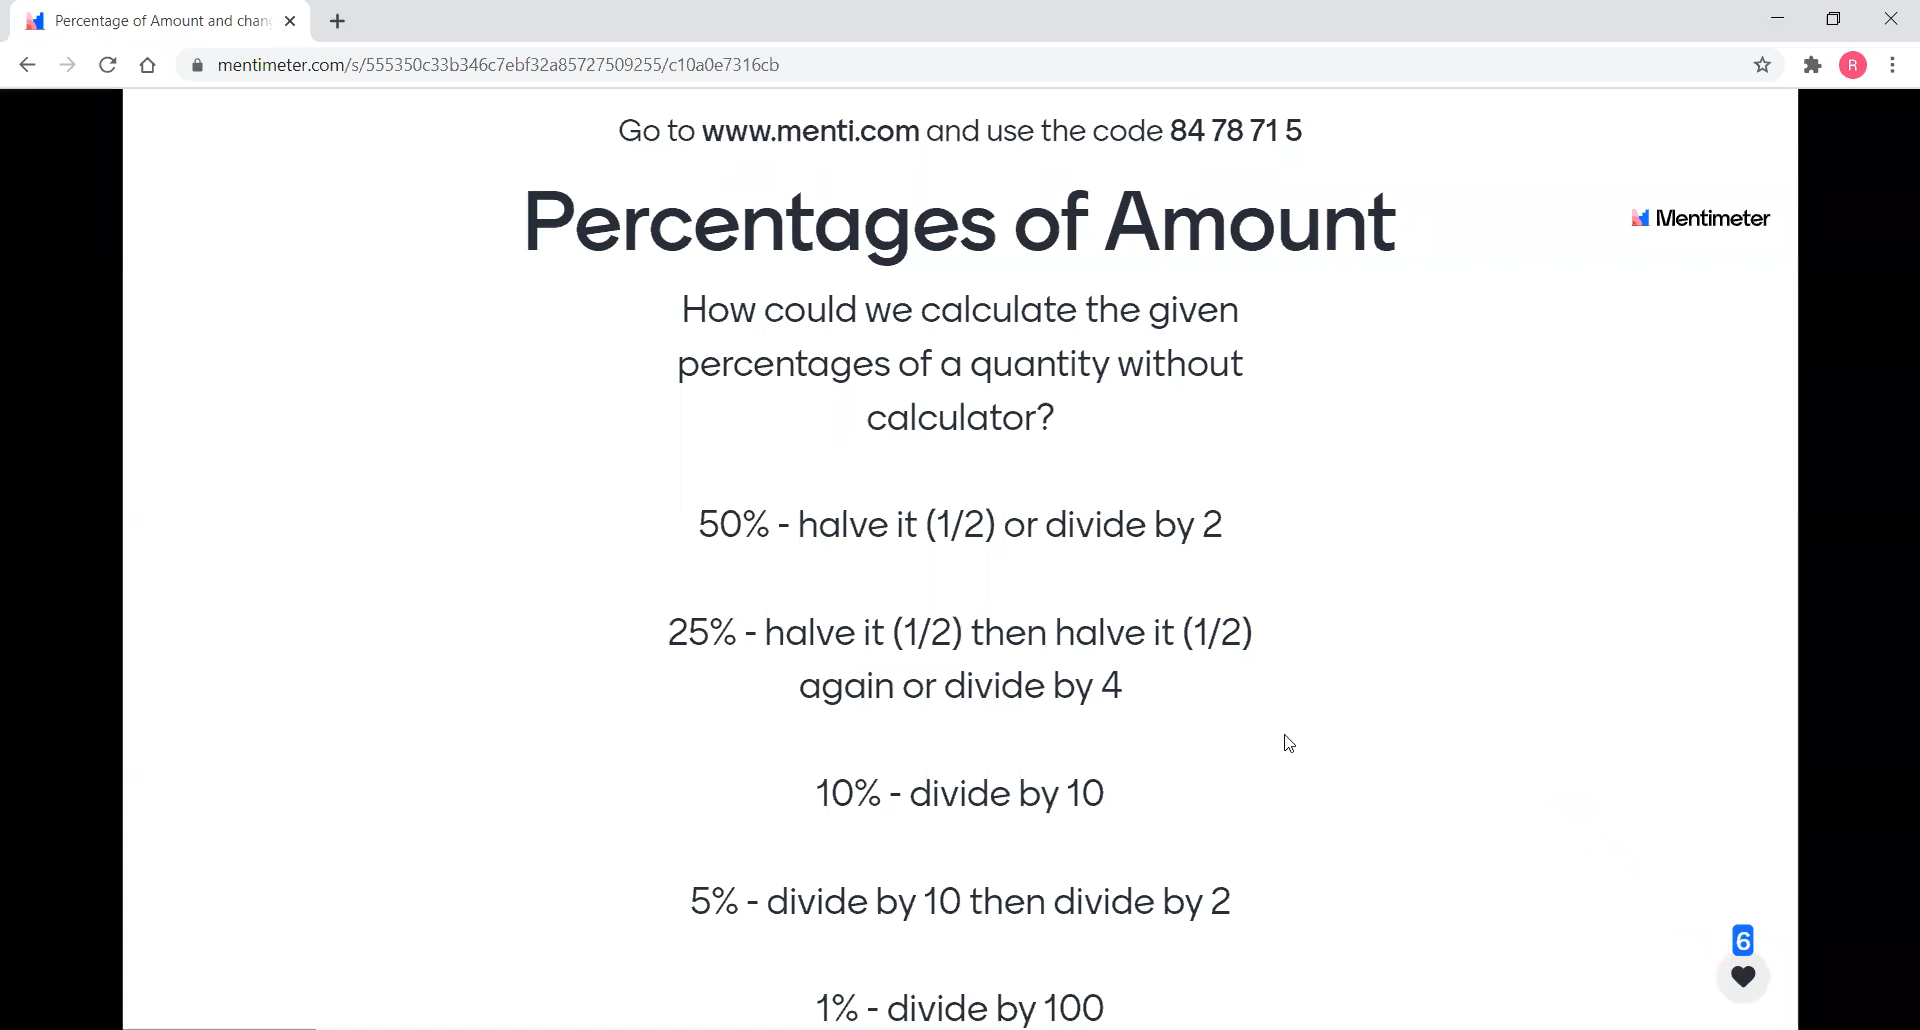 Percentage of Amount and chan
mentimeter.com/s/555350c33b346c7ebf32a85727509255/c10a0e7316cb
R
Go to www.menti.com and use the code 84 78 71 5
Percentages of Amount
Mentimeter
How could we calculate the given
percentages of a quantity without
calculator?
50% - halve it (1/2) or divide by 2
25% - halve it (1/2) then halve it (1/2)
again or divide by 4
10% - divide by 10
5% - divide by 10 then divide by 2
6
1% - divide by 100